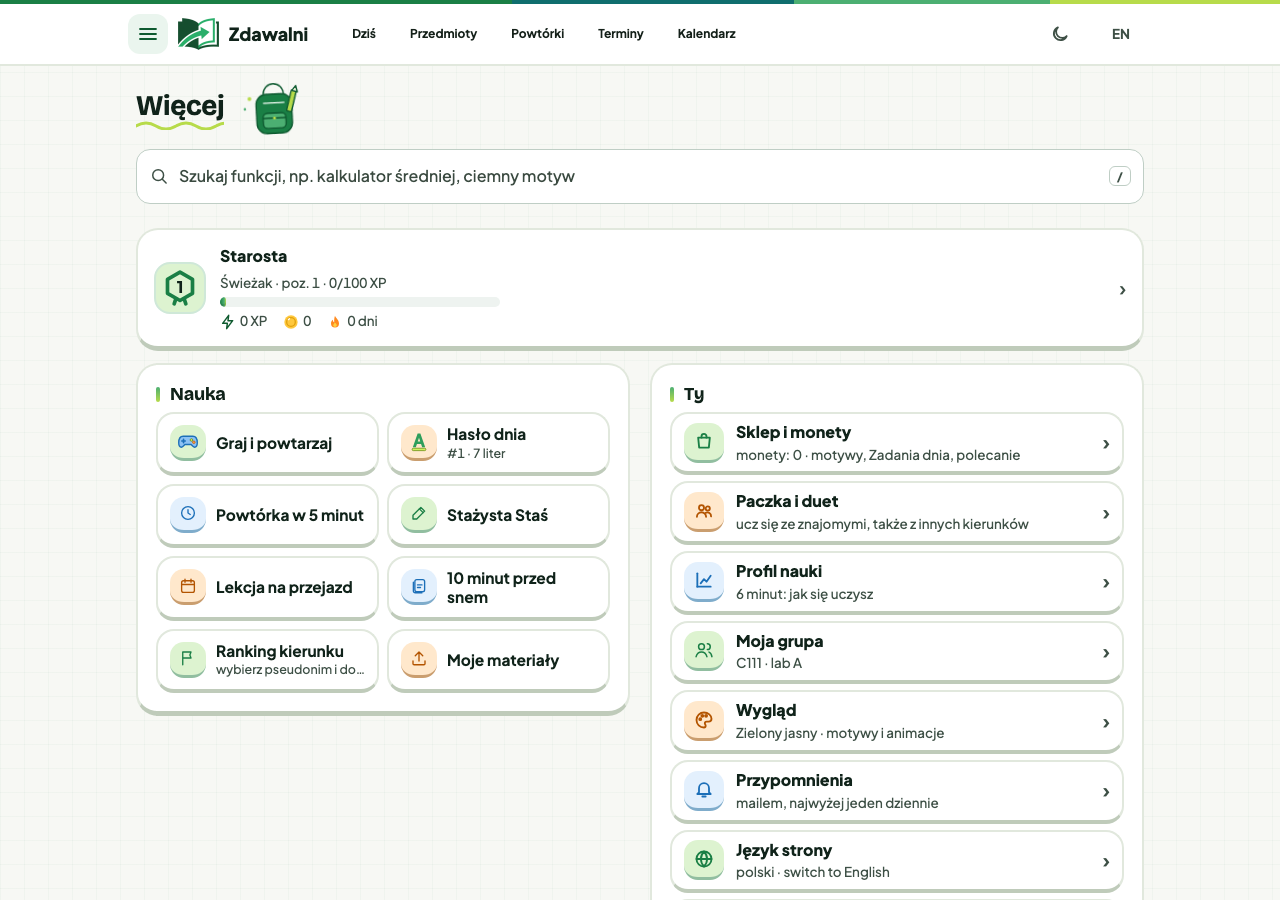 Zdawalni
Dziś
Przedmioty
Powtórki
Terminy
Kalendarz
EN
Więcej
Szukaj funkcji, np. kalkulator średniej, ciemny motyw
/
1
Starosta
Świeżak · poz. 1 · 0/100 XP
0 XP
0
0 dni
Nauka
Graj i powtarzaj
A
Hasło dnia
#1 · 7 liter
Powtórka w 5 minut
Stażysta Staś
Lekcja na przejazd
10 minut przed
snem
Ranking kierunku
wybierz pseudonim i do…
Moje materiały
Ty
Sklep i monety
monety: 0 · motywy, Zadania dnia, polecanie
Paczka i duet
ucz się ze znajomymi, także z innych kierunków
Profil nauki
6 minut: jak się uczysz
Moja grupa
C111 · lab A
Wygląd
Zielony jasny · motywy i animacje
Przypomnienia
mailem, najwyżej jeden dziennie
Język strony
polski · switch to English